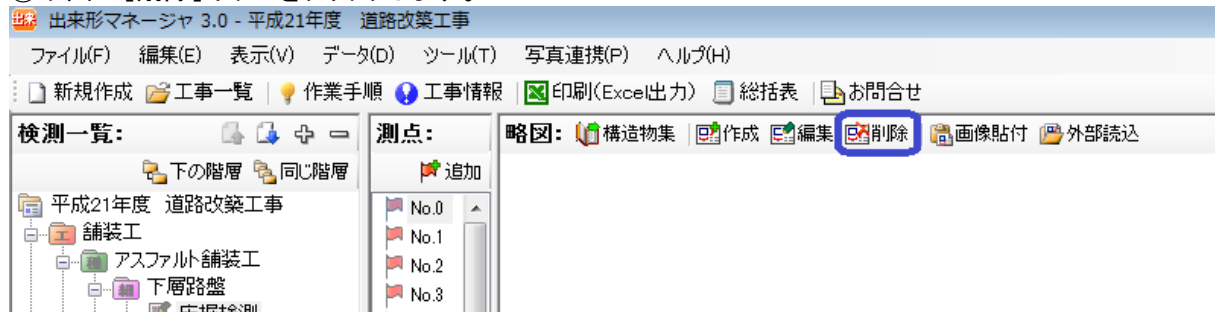 出来形マネージャ 3.0 - 平成21年度 道路改築工事
ファイル(F) 編集(E) 表示(V) データ(D) ツール(T) 写真連携(P) ヘルプ(H)
新規作成 工事一覧 作業手順 工事情報 印刷(Excel出力) 総括表 お問合せ
検測一覧:
下の階層 同じ階層
平成21年度 道路改築工事
工 舗装工
種 アスファルト舗装工
細 下層路盤
測点:
追加
No.0
No.1
No.2
No.3
略図: 構造物集 作成 編集 削除 画像貼付 外部読込